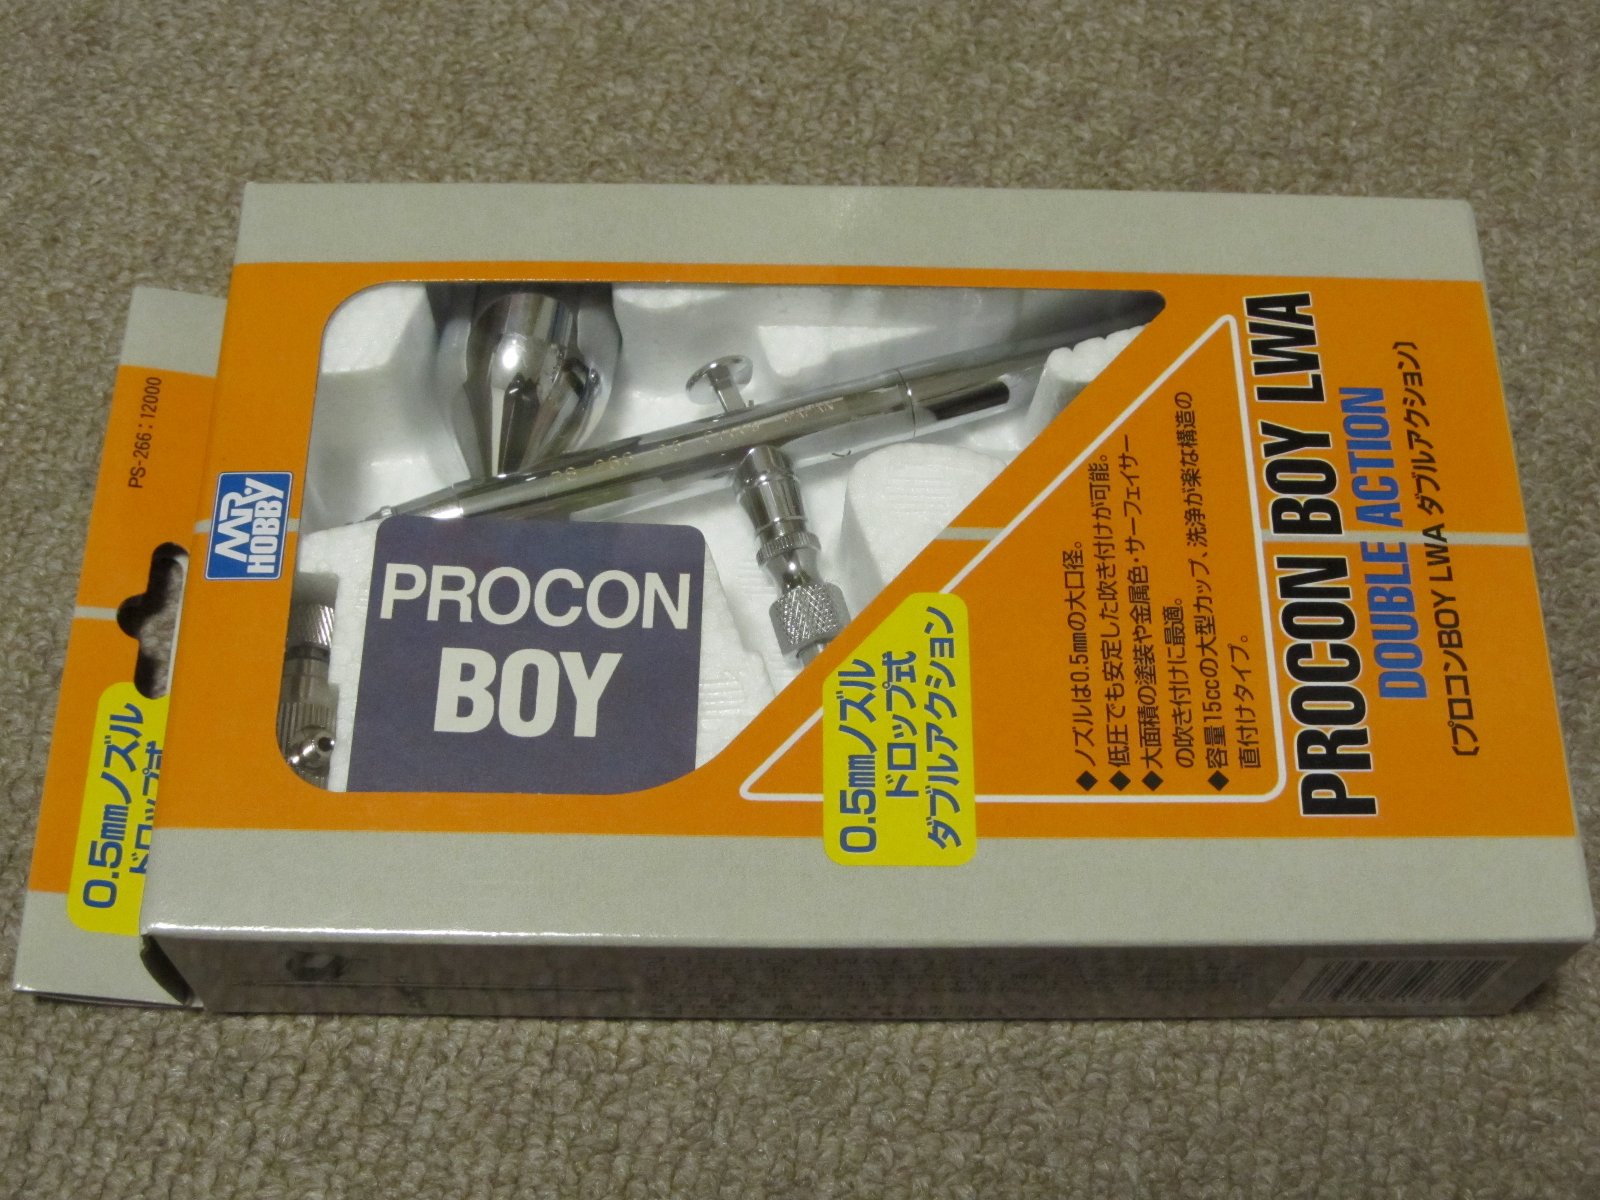 PS-266:12000
0.5mmノズル
MR
HOBBY
PROCON
BOY
0.5mmノズル
ドロップ式
ダブルアクション
◆ノズルは0.5mmの大口径。
◆低圧でも安定した吹き付けが可能。
◆大面積の塗装や金属色・サーフェイサー
の吹き付けに最適。
◆容量15ccの大型カップ、洗浄が楽な構造の
直付けタイプ。
PROCON BOY LWA
DOUBLE ACTION
〔プロコンBOY LWA ダブルアクション〕